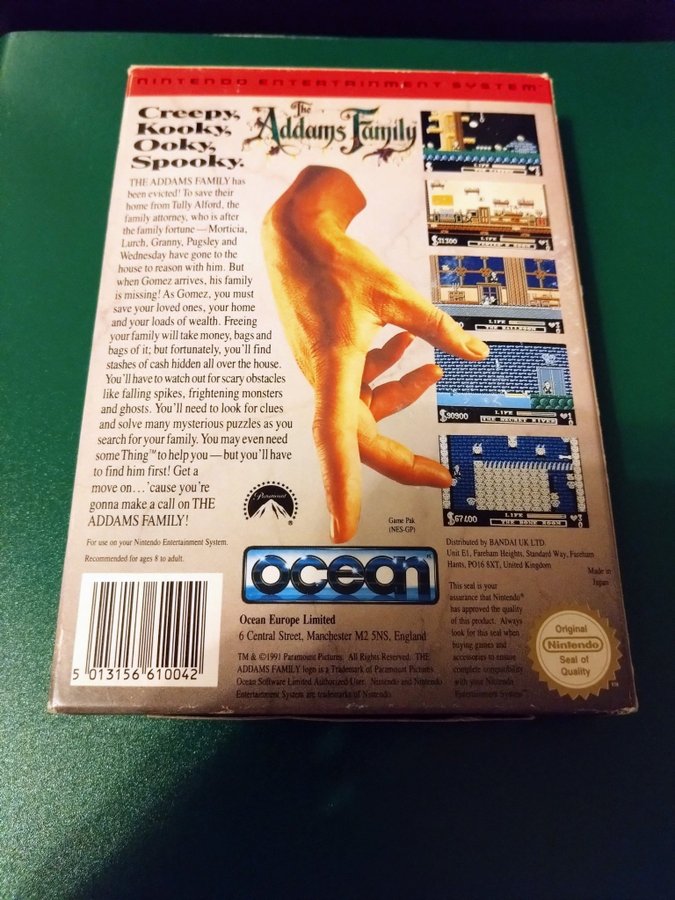 NINTENDO ENTERTAINMENT SYSTEM™
Creepy,
Kooky,
Ooky,
Spooky.
The
Addams Family
THE ADDAMS FAMILY has
been evicted! To save their
home from Tully Alford, the
family attorney, who is after
the family fortune — Morticia,
Lurch, Granny, Pugsley and
Wednesday have gone to the
house to reason with him. But
when Gomez arrives, his family
is missing! As Gomez, you must
save your loved ones, your home
and your loads of wealth. Freeing
your family will take money, bags and
bags of it; but fortunately, you'll find
stashes of cash hidden all over the house.
You'll have to watch out for scary obstacles
like falling spikes, frightening monsters
and ghosts. You'll need to look for clues
and solve many mysterious puzzles as you
search for your family. You may even need
some Thing™ to help you — but you'll have
to find him first! Get a
move on…'cause you're
gonna make a call on THE
ADDAMS FAMILY!
For use on your Nintendo Entertainment System.
Recommended for ages 8 to adult.
5 013156 610042
LIFE
$31300
LIFE
LIFE
THE BALLROOM
$30300
LIFE
THE SECRET RIVER
$67400
LIFE
THE BONE ROOM
Paramount
®
Game Pak
(NES-GP)
ocean®
Ocean Europe Limited
6 Central Street, Manchester M2 5NS, England
TM & ©1991 Paramount Pictures. All Rights Reserved. THE
ADDAMS FAMILY logo is a Trademark of Paramount Pictures
Ocean Software Limited Authorized User. Nintendo and Nintendo
Entertainment System are trademarks of Nintendo.
Distributed by BANDAI UK LTD.
Unit E1, Fareham Heights, Standard Way, Fareham
Hants, PO16 8XT, United Kingdom
Made in
Japan
This seal is your
assurance that Nintendo®
has approved the quality
of this product. Always
look for this seal when
buying games and
accessories to ensure
complete compatibility
with your Nintendo
Entertainment System™
Original
Nintendo
Seal of
Quality